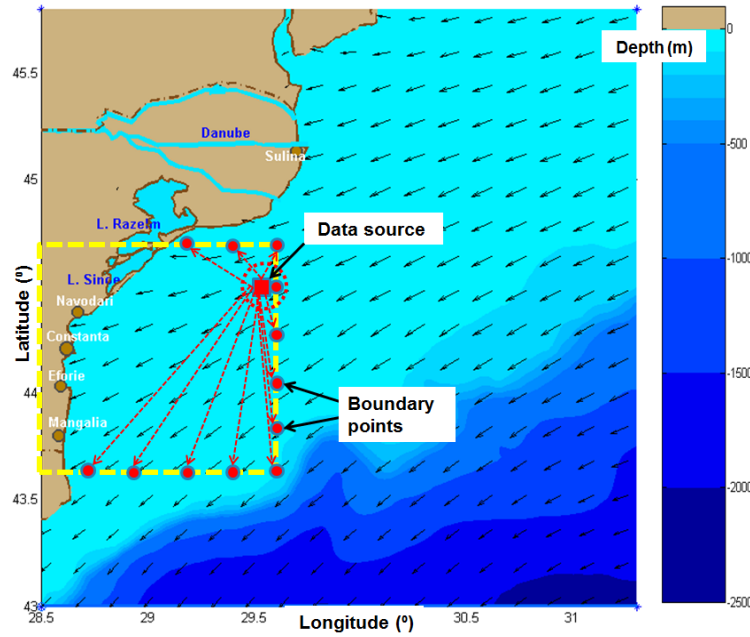 0
Depth (m)
45.5
-500
Danube
Sulina
45
L. Razelm
Data source
L. Sinoe
Navodari
-1000
Latitude (º)
Constanta
Eforie
44
Boundary
points
-1500
Mangalia
43.5
-2000
43
28.5
29
29.5
30.5
31
-2500
Longitude (º)